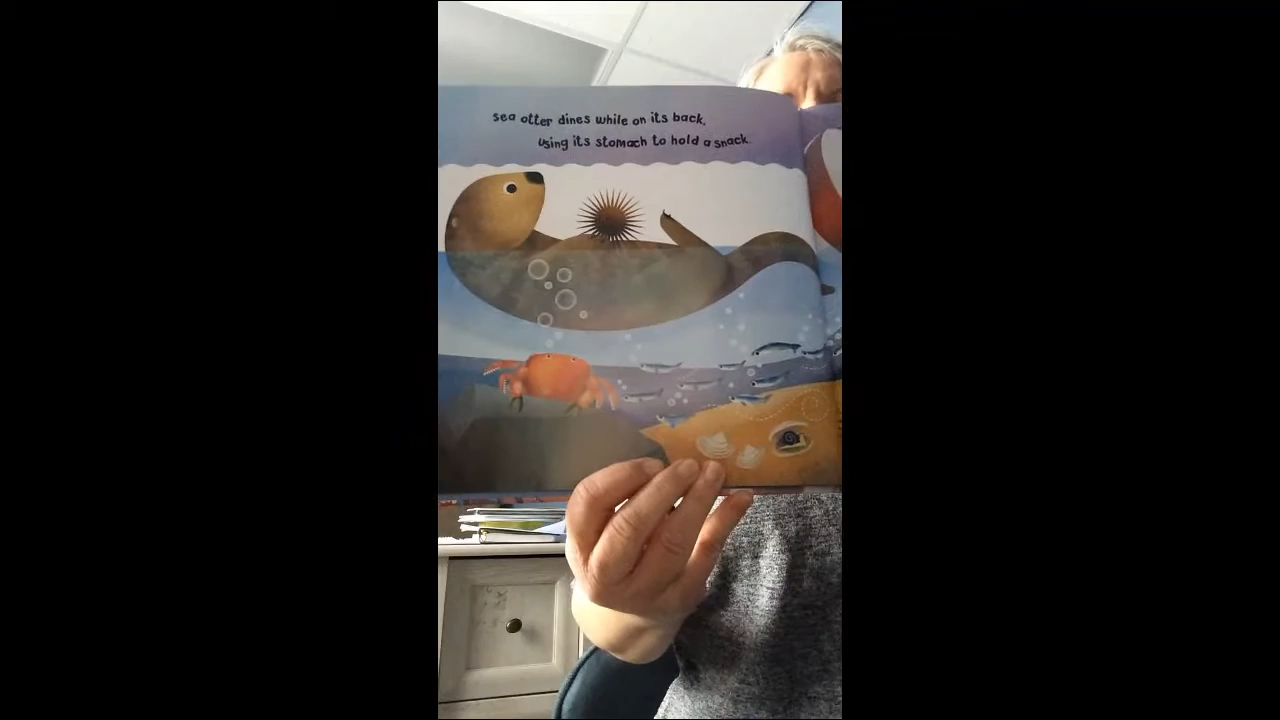 sea otter dines while on its back,
using its stomach to hold a snack.